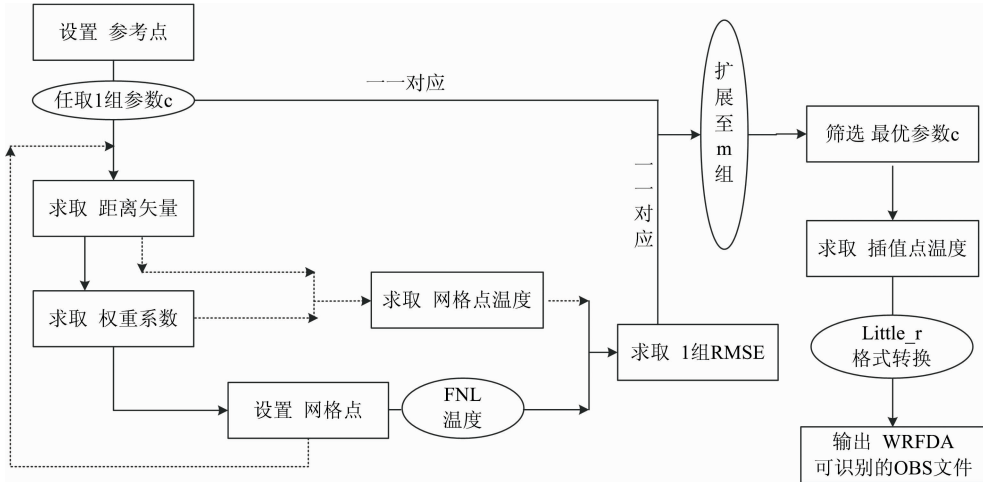 设置 参考点
任取1组参数c
一一对应
求取 距离矢量
求取 权重系数
求取 网格点温度
设置 网格点
FNL
温度
求取 1组RMSE
一一对应
扩展至m组
筛选 最优参数c
求取 插值点温度
Little_r
格式转换
输出 WRFDA
可识别的OBS文件